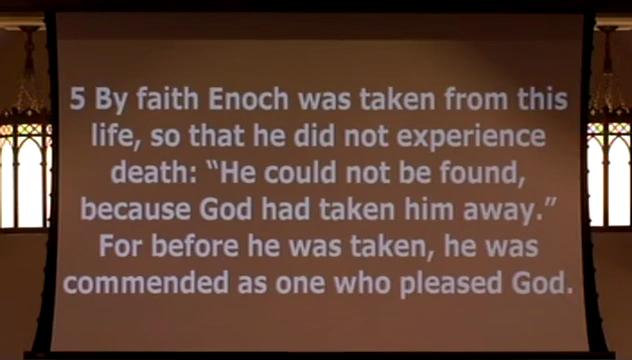 5 By faith Enoch was taken from this
life, so that he did not experience
death: “He could not be found,
because God had taken him away.”
For before he was taken, he was
commended as one who pleased God.